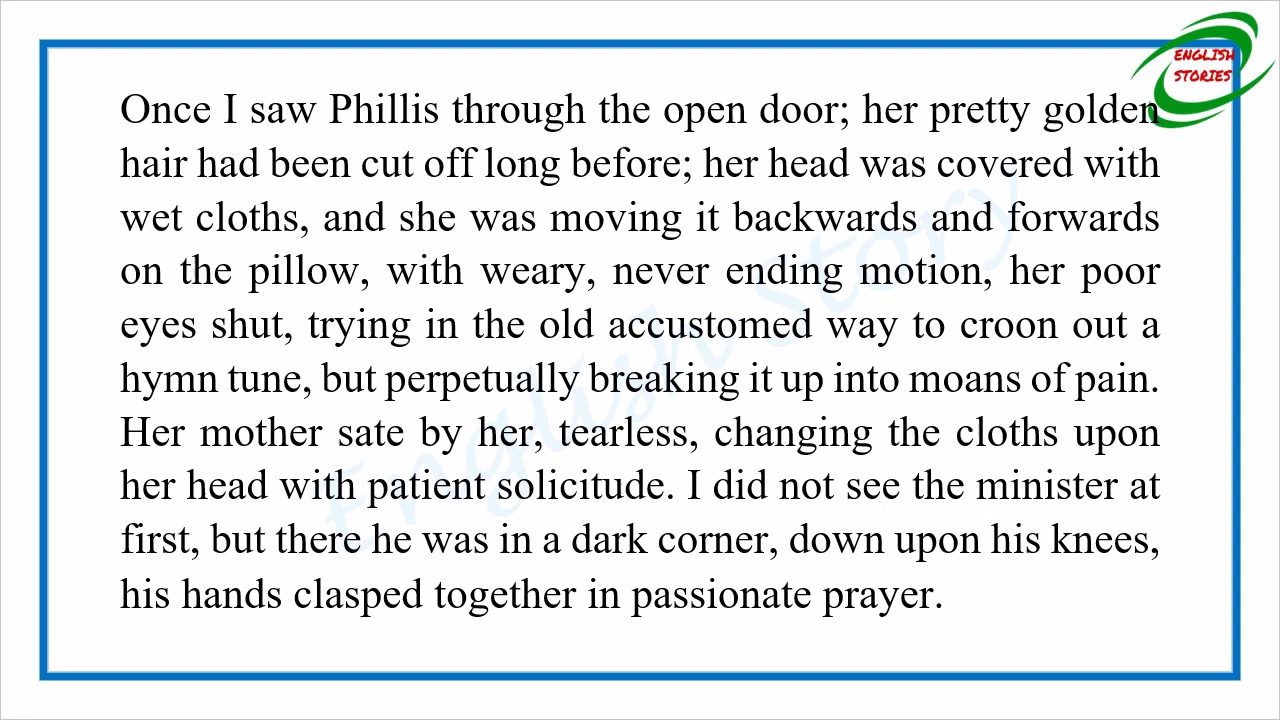 ENGLISH
STORIES
Once I saw Phillis through the open door; her pretty golden
hair had been cut off long before; her head was covered with
wet cloths, and she was moving it backwards and forwards
on the pillow, with weary, never ending motion, her poor
eyes shut, trying in the old accustomed way to croon out a
hymn tune, but perpetually breaking it up into moans of pain.
Her mother sate by her, tearless, changing the cloths upon
her head with patient solicitude. I did not see the minister at
first, but there he was in a dark corner, down upon his knees,
his hands clasped together in passionate prayer.
English Story